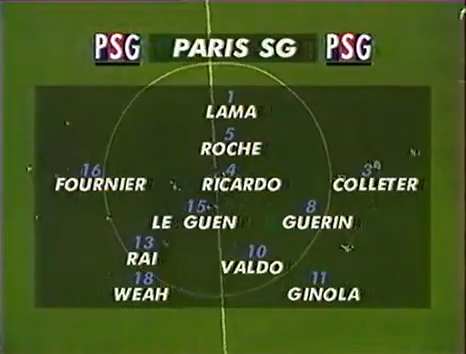 PSG PARIS SG PSG
1
LAMA
5
ROCHE
16 4 3
FOURNIER RICARDO COLLETER
15 8
LE GUEN GUERIN
13 10
RAI VALDO
18 11
WEAH GINOLA